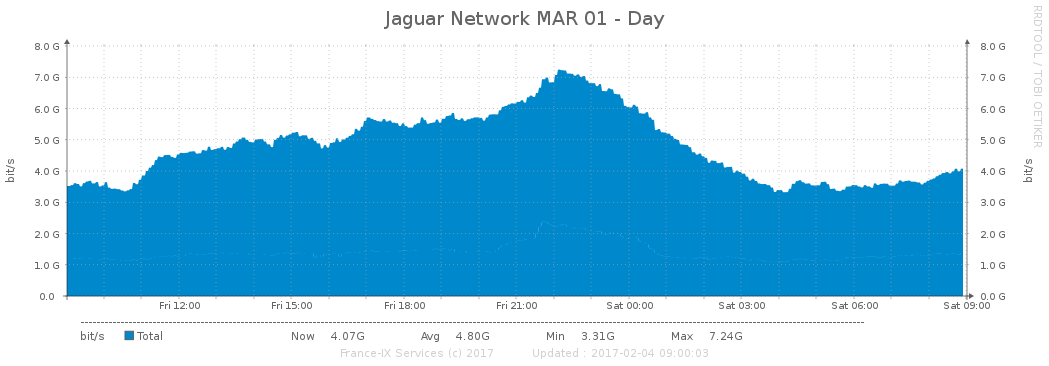 Jaguar Network MAR 01 - Day
RRDTOOL / TOBI OETIKER
8.0 G 8.0 G
7.0 G 7.0 G
6.0 G 6.0 G
5.0 G 5.0 G
4.0 G 4.0 G
3.0 G 3.0 G
2.0 G 2.0 G
1.0 G 1.0 G
0.0 0.0 G
bit/s
bit/s
Fri 12:00 Fri 15:00 Fri 18:00 Fri 21:00 Sat 00:00 Sat 03:00 Sat 06:00 Sat 09:00
bit/s Total Now 4.07G Avg 4.80G Min 3.31G Max 7.24G
France-IX Services (c) 2017 Updated : 2017-02-04 09:00:03